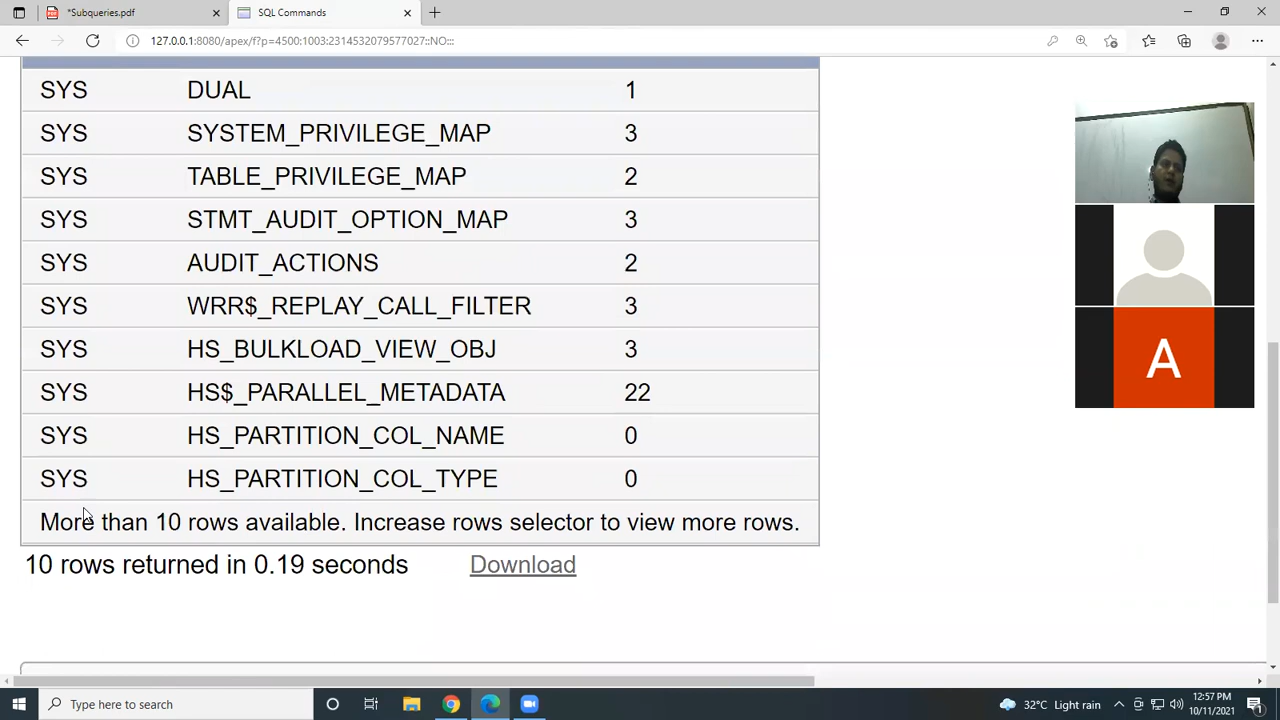 *Subqueries.pdf
SQL Commands
127.0.0.1:8080/apex/f?p=4500:1003:2314532079577027::NO:::
SYS DUAL 1
SYS SYSTEM_PRIVILEGE_MAP 3
SYS TABLE_PRIVILEGE_MAP 2
SYS STMT_AUDIT_OPTION_MAP 3
SYS AUDIT_ACTIONS 2
SYS WRR$_REPLAY_CALL_FILTER 3
SYS HS_BULKLOAD_VIEW_OBJ 3
SYS HS$_PARALLEL_METADATA 22
SYS HS_PARTITION_COL_NAME 0
SYS HS_PARTITION_COL_TYPE 0
More than 10 rows available. Increase rows selector to view more rows.
10 rows returned in 0.19 seconds Download
A
Type here to search
32°C Light rain
12:57 PM
10/11/2021